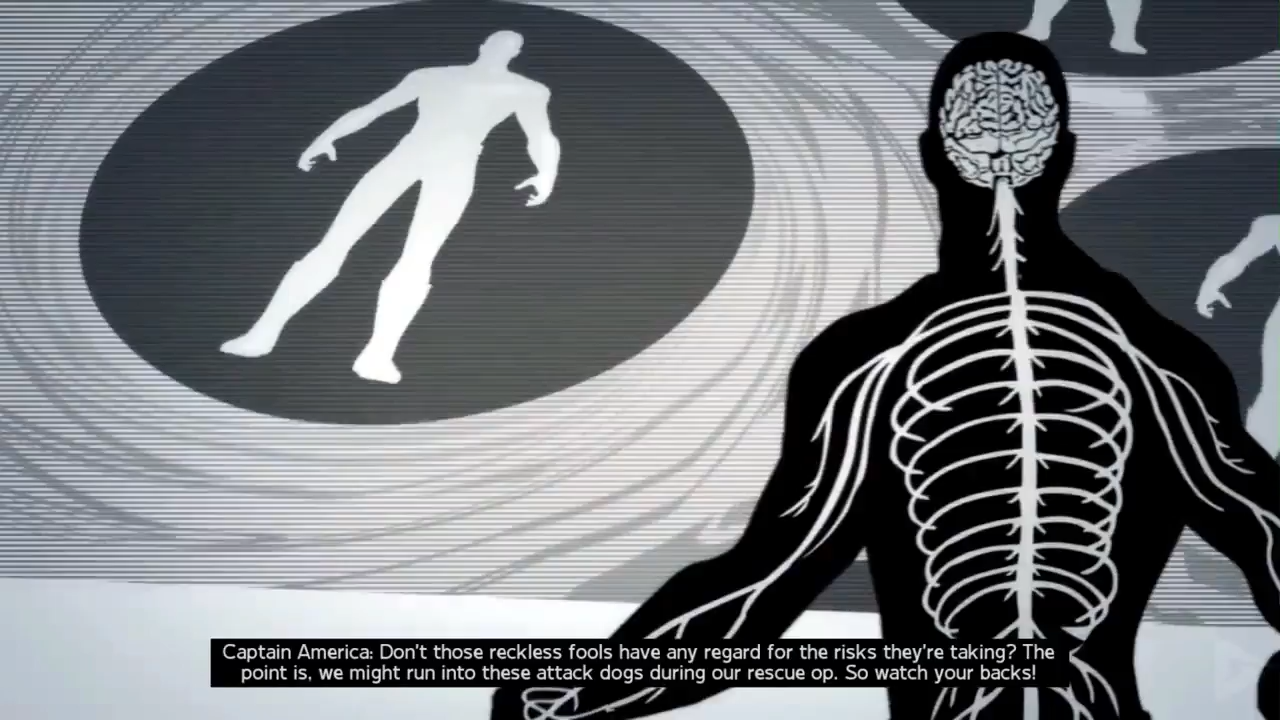 Captain America: Don't those reckless fools have any regard for the risks they're taking? The
point is, we might run into these attack dogs during our rescue op. So watch your backs!